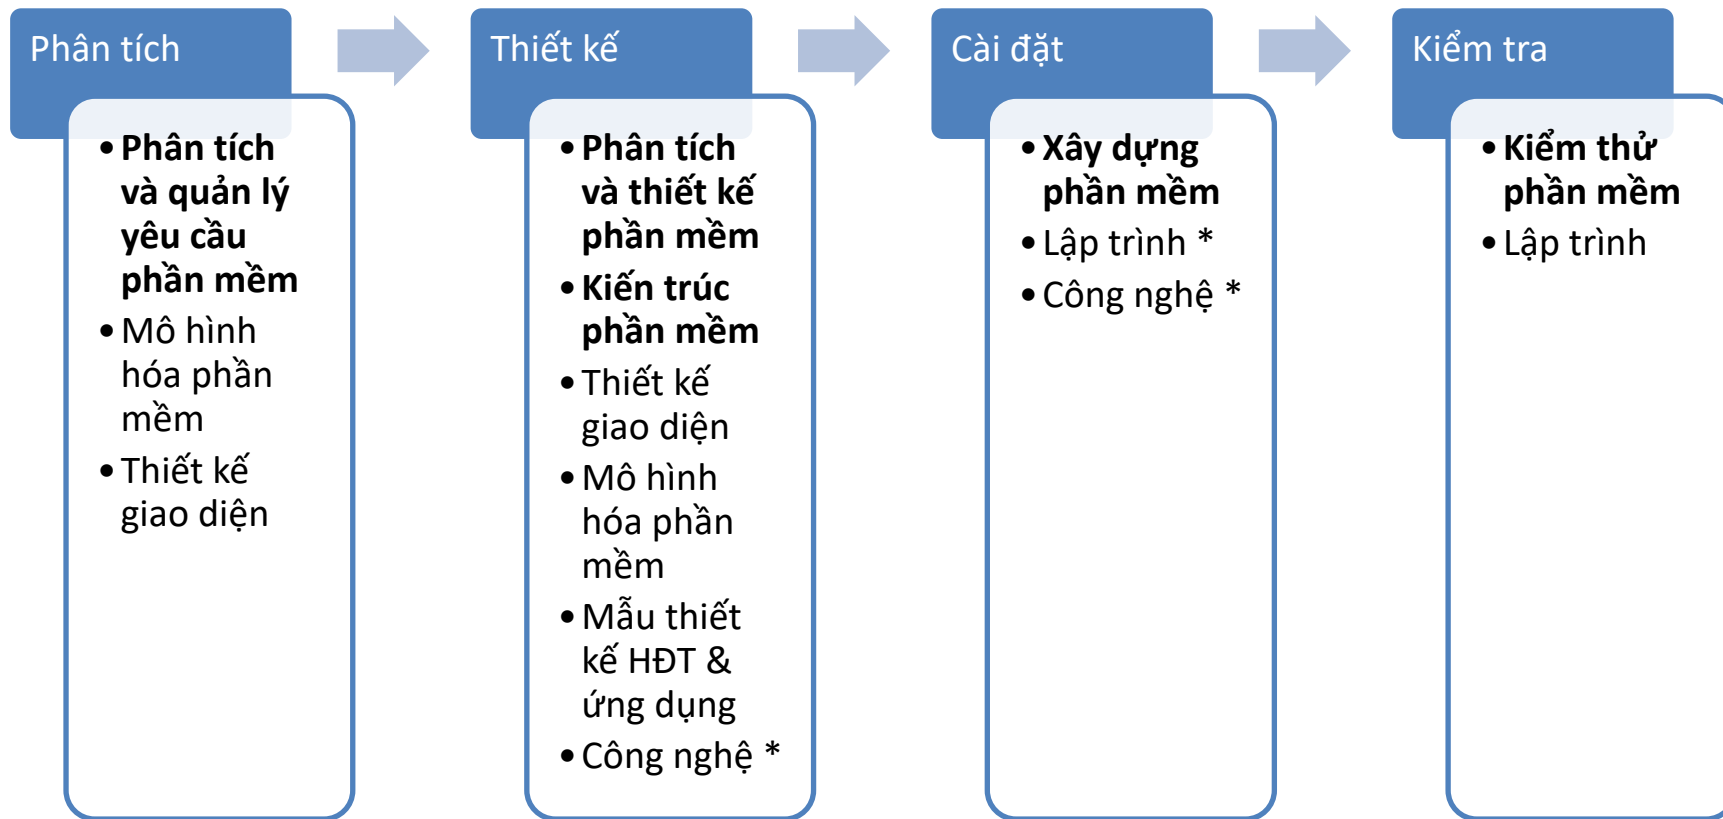 Phân tích
• Phân tích
và quản lý
yêu cầu
phần mềm
• Mô hình
hóa phần
mềm
• Thiết kế
giao diện
Thiết kế
• Phân tích
và thiết kế
phần mềm
• Kiến trúc
phần mềm
• Thiết kế
giao diện
• Mô hình
hóa phần
mềm
• Mẫu thiết
kế HĐT &
ứng dụng
• Công nghệ *
Cài đặt
• Xây dựng
phần mềm
• Lập trình *
• Công nghệ *
Kiểm tra
• Kiểm thử
phần mềm
• Lập trình